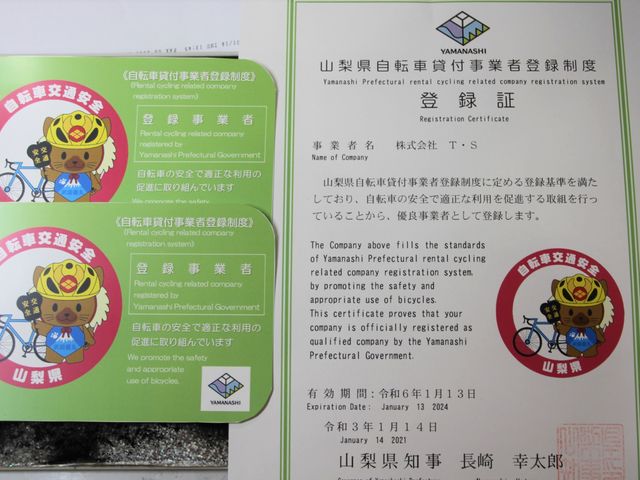 《自転車貸付事業者登録制度》
(Rental cycling related company
registration system)
登録事業者
Rental cycling related company
registered by
Yamanashi Prefectural Government
自転車の安全で適正な利用の
促進に取り組んでいます
We promote the safety
自転車交通安全
交通安全
《自転車貸付事業者登録制度》
(Rental cycling related company
registration system)
登録事業者
Rental cycling related company
registered by
Yamanashi Prefectural Government
自転車の安全で適正な利用の
促進に取り組んでいます
We promote the safety
and appropriate
use of bicycles.
YAMANASHI
自転車交通安全
交通安全
山梨県
YAMANASHI
山梨県自転車貸付事業者登録制度
Yamanashi Prefectural rental cycling related company registration system
登録証
Registration Certificate
事業者名 株式会社 T・S
Name of Company
山梨県自転車貸付事業者登録制度に定める登録基準を満た
しており、自転車の安全で適正な利用を促進する取組を行っ
ていることから、優良事業者として登録します。
The Company above fills the standards
of Yamanashi Prefectural rental cycling
related company registration system,
by promoting the safety and
appropriate use of bicycles.
This certificate proves that your
company is officially registered as
qualified company by the Yamanashi
Prefectural Government.
自転車交通安全
交通安全
山梨県
有効期間:令和6年1月13日
Expiration Date: January 13 2024
令和3年1月14日
January 14 2021
山梨県知事 長崎 幸太郎